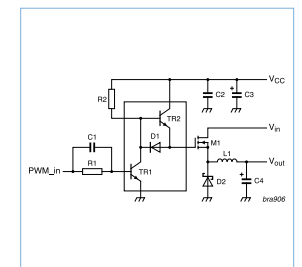 VCC
R2
TR2
C2
C3
Vin
C1
D1
M1
L1
Vout
PWM_in
R1
TR1
D2
C4
bra906